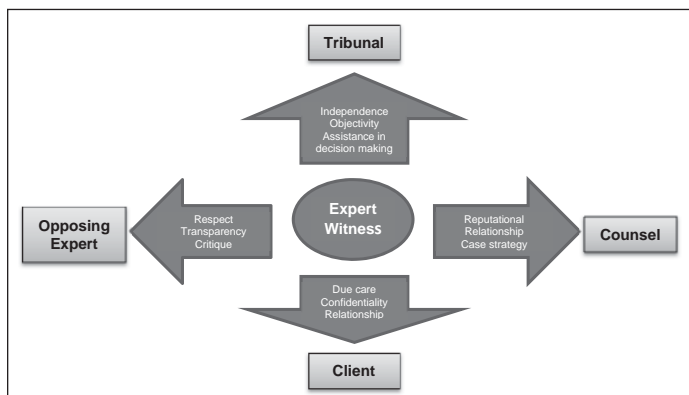 Tribunal
Independence
Objectivity
Assistance in
decision making
Opposing
Expert
Respect
Transparency
Critique
Expert
Witness
Reputational
Relationship
Case strategy
Counsel
Due care
Confidentiality
Relationship
Client